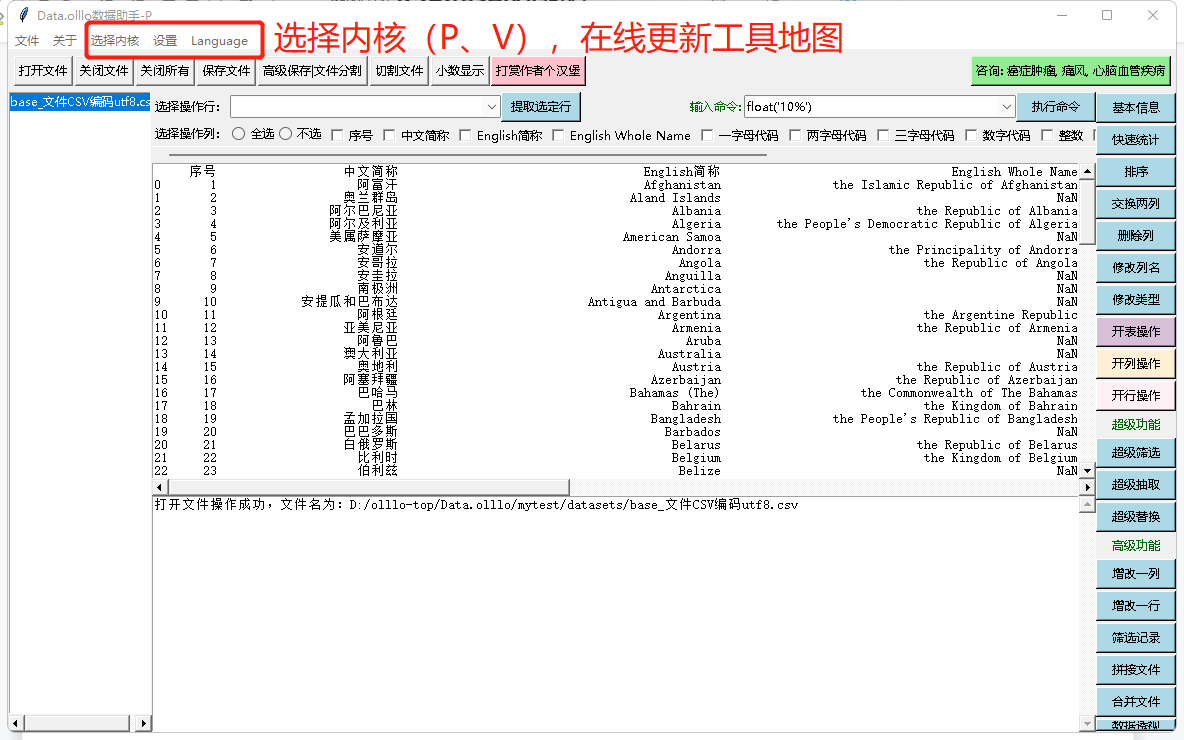 Data.olllo数据助手-P
文件 关于 选择内核 设置 Language
选择内核（P、V），在线更新工具地图
打开文件 关闭文件 关闭所有 保存文件 高级保存|文件分割 切割文件 小数显示 打赏作者个汉堡 咨询: 癌症肿瘤, 痛风, 心脑血管疾病
base_文件CSV编码utf8.cs
选择操作行: 提取选定行 输入命令: float('10%') 执行命令 基本信息
选择操作列: 全选 不选 序号 中文简称 English简称 English Whole Name 一字母代码 两字母代码 三字母代码 数字代码 整数
快速统计
排序
交换两列
删除列
修改列名
修改类型
开表操作
开列操作
开行操作
超级功能
超级筛选
超级抽取
超级替换
高级功能
增改一列
增改一行
筛选记录
拼接文件
合并文件
数据透视
序号 中文简称 English简称 English Whole Name
0 1 阿富汗 Afghanistan the Islamic Republic of Afghanistan
1 2 奥兰群岛 Aland Islands NaN
2 3 阿尔巴尼亚 Albania the Republic of Albania
3 4 阿尔及利亚 Algeria the People's Democratic Republic of Algeria
4 5 美属萨摩亚 American Samoa NaN
5 6 安道尔 Andorra the Principality of Andorra
6 7 安哥拉 Angola the Republic of Angola
7 8 安圭拉 Anguilla NaN
8 9 南极洲 Antarctica NaN
9 10 安提瓜和巴布达 Antigua and Barbuda NaN
10 11 阿根廷 Argentina the Argentine Republic
11 12 亚美尼亚 Armenia the Republic of Armenia
12 13 阿鲁巴 Aruba NaN
13 14 澳大利亚 Australia NaN
14 15 奥地利 Austria the Republic of Austria
15 16 阿塞拜疆 Azerbaijan the Republic of Azerbaijan
16 17 巴哈马 Bahamas (The) the Commonwealth of The Bahamas
17 18 巴林 Bahrain the Kingdom of Bahrain
18 19 孟加拉国 Bangladesh the People's Republic of Bangladesh
19 20 巴巴多斯 Barbados NaN
20 21 白俄罗斯 Belarus the Republic of Belarus
21 22 比利时 Belgium the Kingdom of Belgium
22 23 伯利兹 Belize NaN
打开文件操作成功，文件名为：D:/olllo-top/Data.olllo/mytest/datasets/base_文件CSV编码utf8.csv